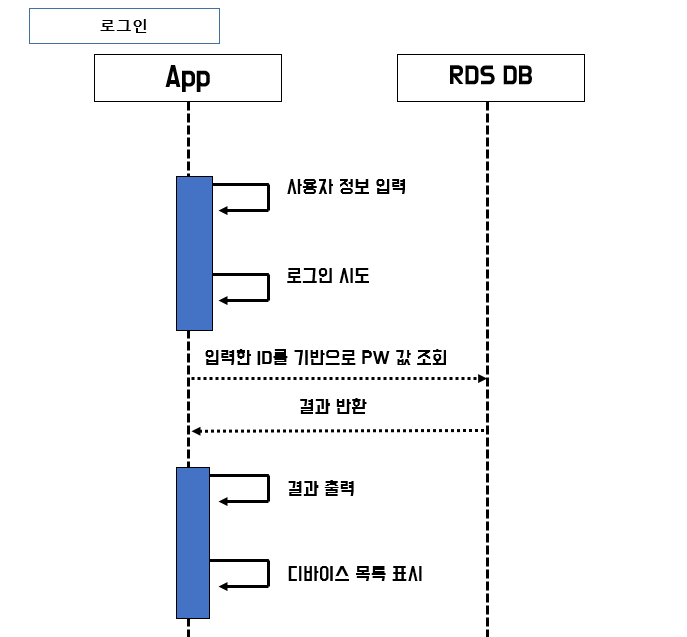 로그인
App
RDS DB
사용자 정보 입력
로그인 시도
입력한 ID를 기반으로 PW 값 조회
결과 반환
결과 출력
디바이스 목록 표시